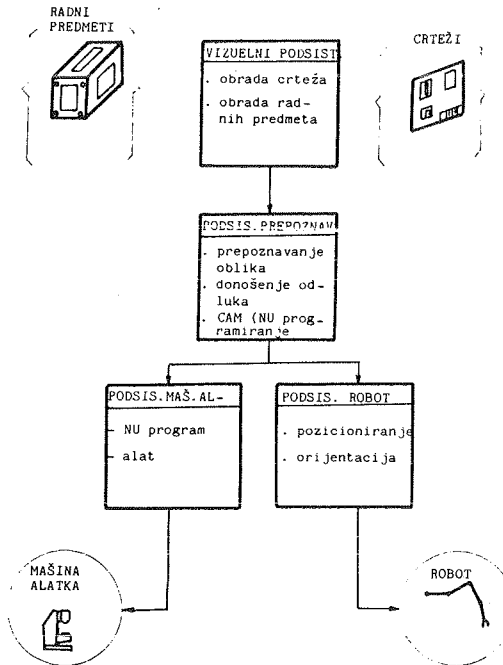 RADNI
PREDMETI
VIZUELNI PODSIST
. obrada crteža
. obrada rad-
nih predmeta
CRTEŽI
PODSIS.PREPOZNAV
. prepoznavanje
oblika
. donošenje od-
luka
. CAM (NU prog-
ramiranje
PODSIS.MAŠ.AL-
- NU program
- alat
PODSIS. ROBOT
. pozicioniranje
. orijentacija
MAŠINA
ALATKA
ROBOT